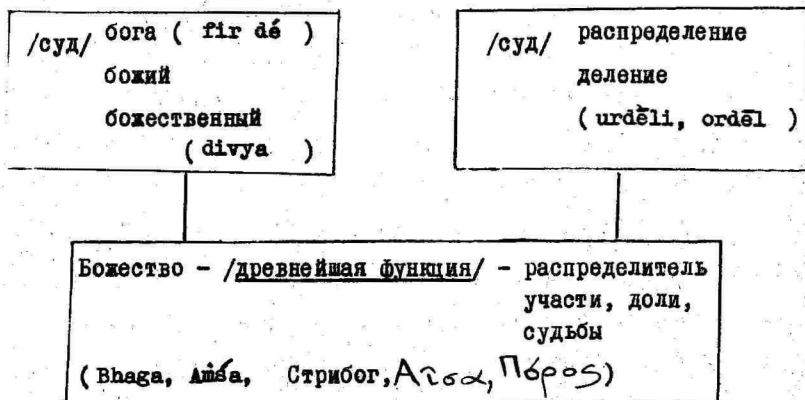 /суд/ бога ( fir dé )
божий
божественный
( divya )
/суд/ распределение
деление
( urdēli, ordēl )
Божество - /древнейшая функция/ - распределитель
участи, доли,
судьбы
( Bhaga, Aṁśa, Стрибог, Αἶσα, Πόρος )